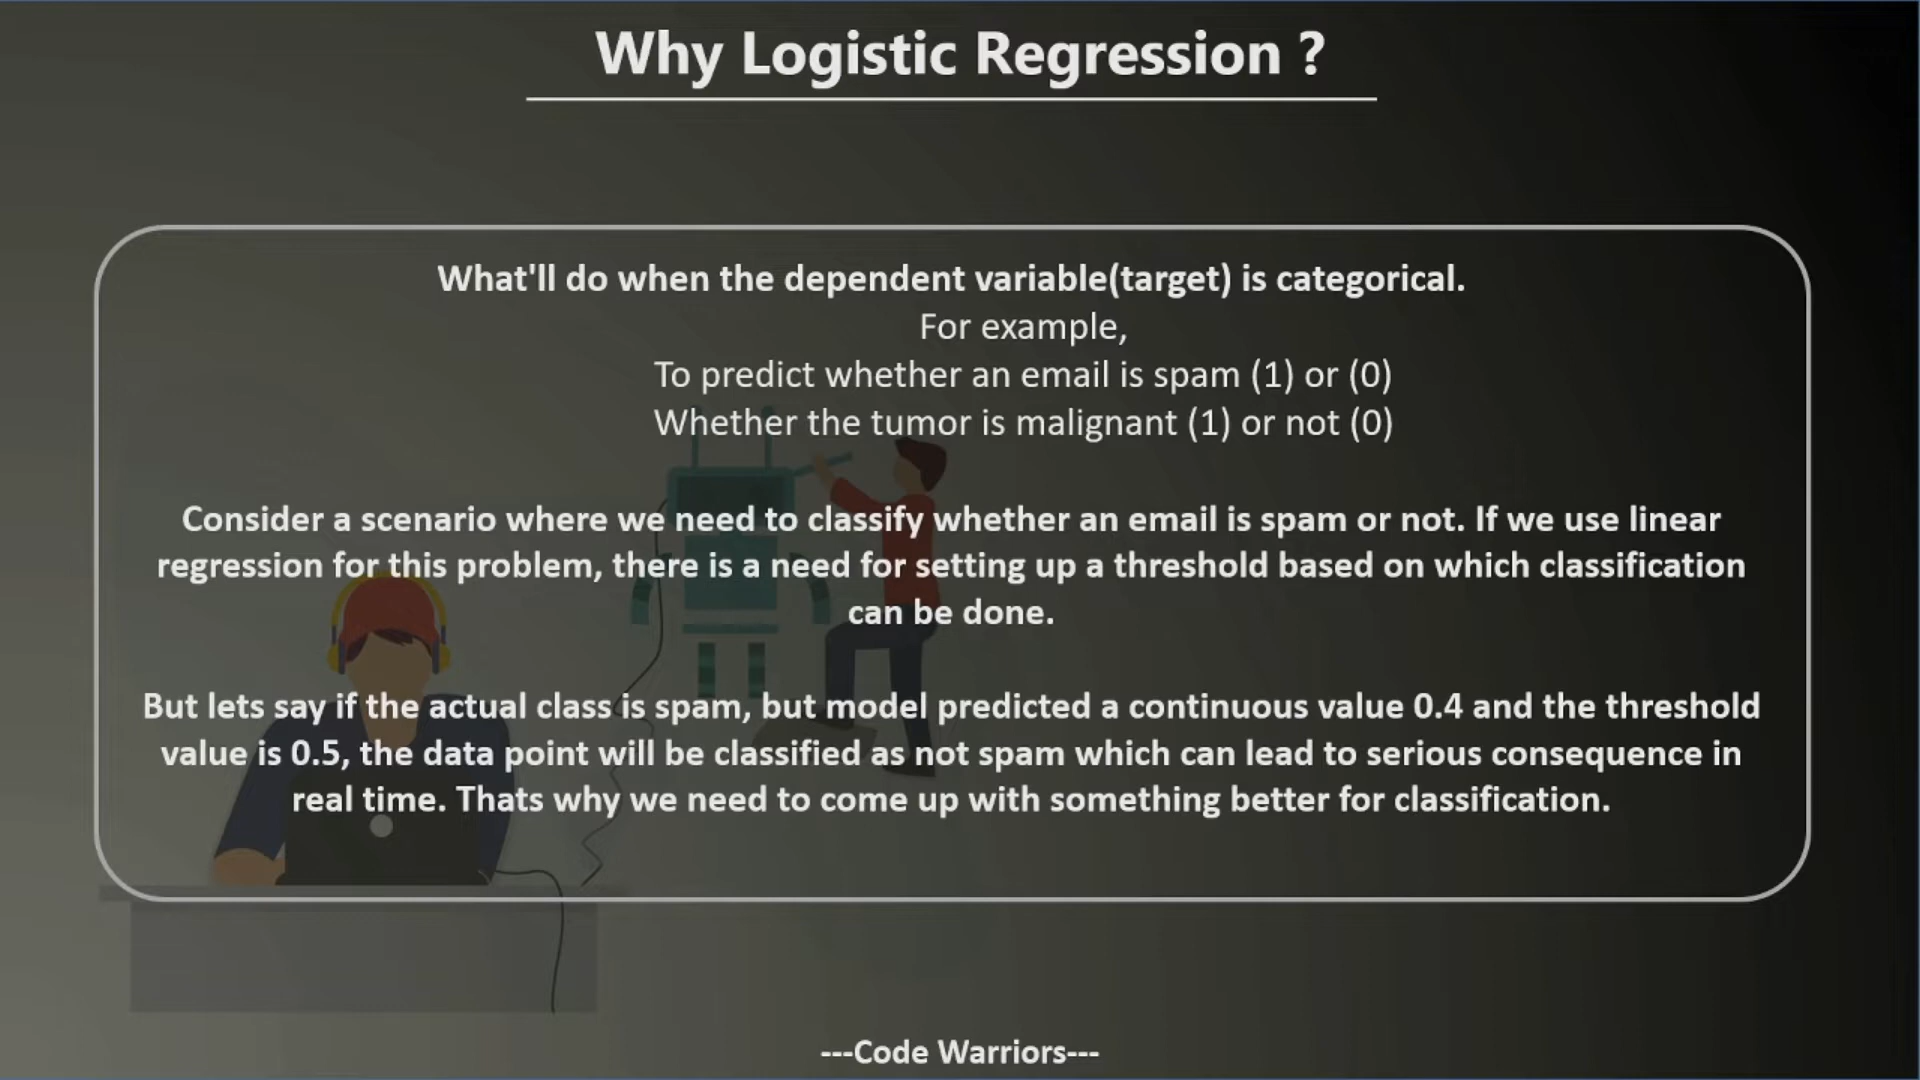 Why Logistic Regression ?
What'll do when the dependent variable(target) is categorical.
For example,
To predict whether an email is spam (1) or (0)
Whether the tumor is malignant (1) or not (0)
Consider a scenario where we need to classify whether an email is spam or not. If we use linear
regression for this problem, there is a need for setting up a threshold based on which classification
can be done.
But lets say if the actual class is spam, but model predicted a continuous value 0.4 and the threshold
value is 0.5, the data point will be classified as not spam which can lead to serious consequence in
real time. Thats why we need to come up with something better for classification.
---Code Warriors---